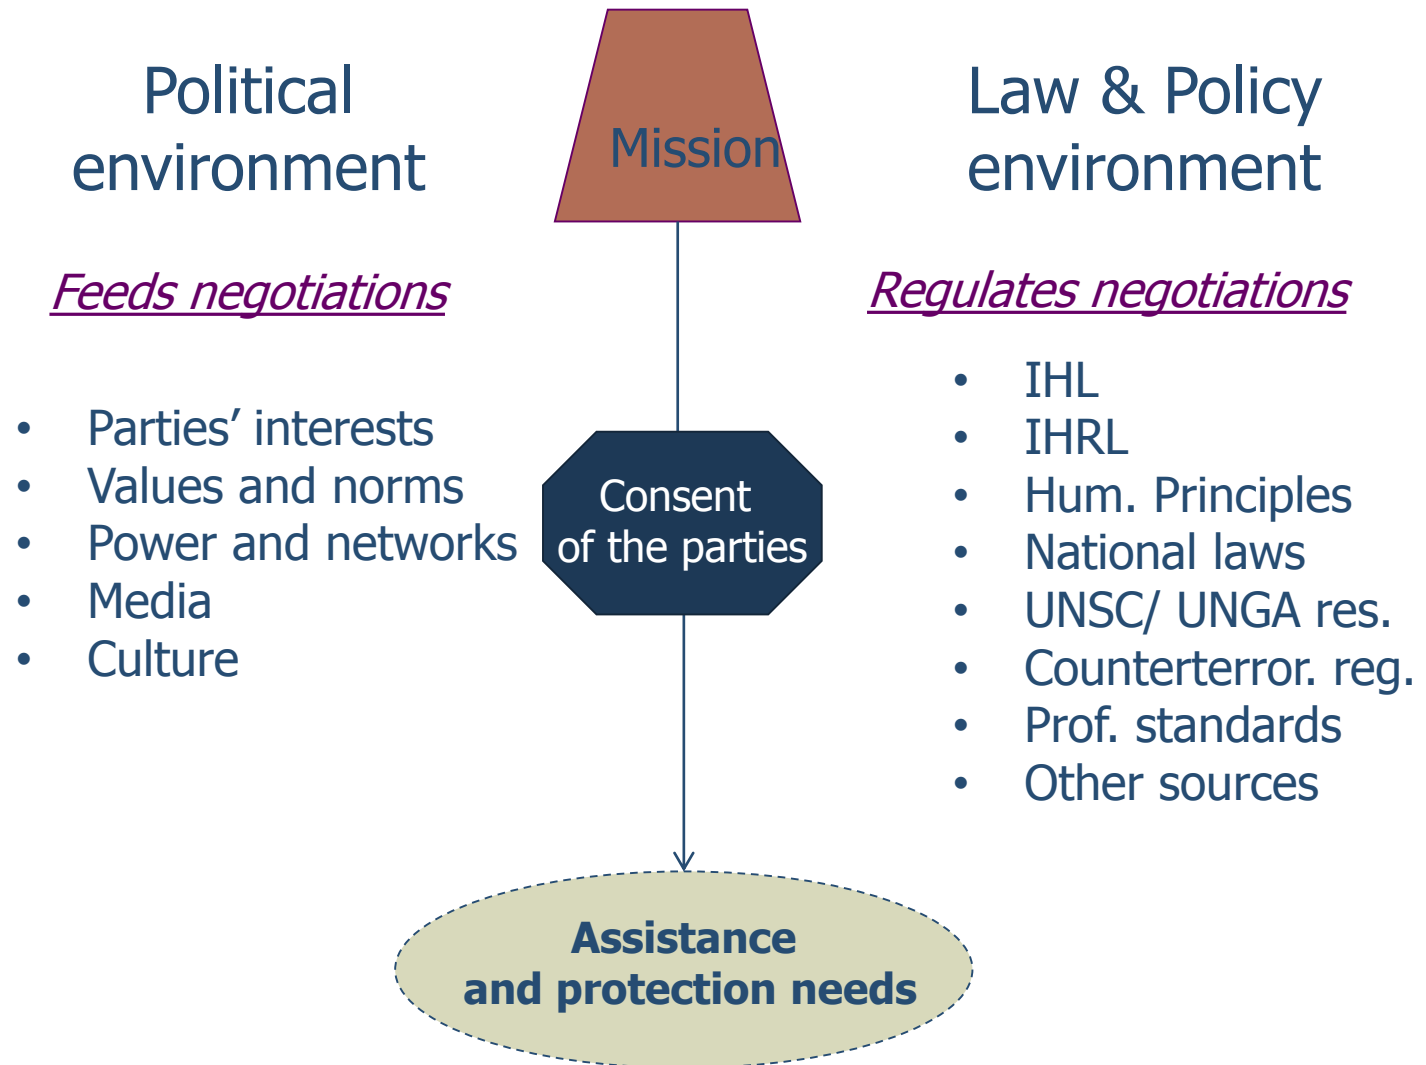 Political
environment
Feeds negotiations
• Parties’ interests
• Values and norms
• Power and networks
• Media
• Culture
Mission
Consent
of the parties
Assistance
and protection needs
Law & Policy
environment
Regulates negotiations
• IHL
• IHRL
• Hum. Principles
• National laws
• UNSC/ UNGA res.
• Counterterror. reg.
• Prof. standards
• Other sources